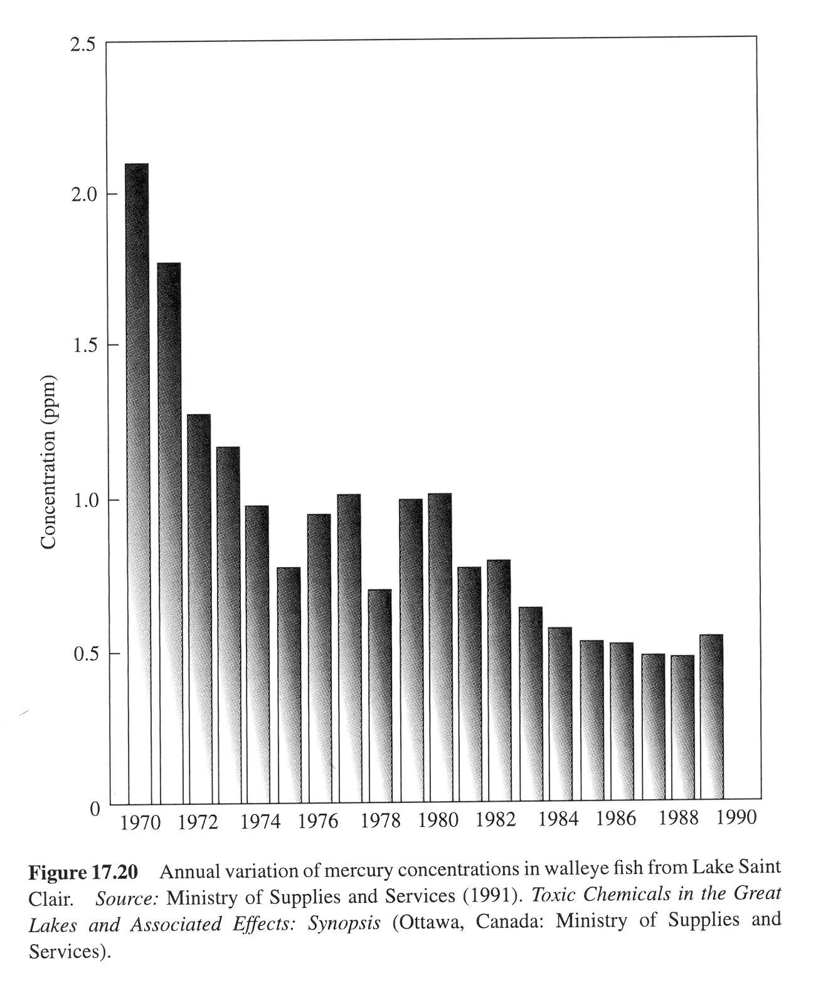 2.5
2.0
1.5
1.0
0.5
0
Concentration (ppm)
1970 1972 1974 1976 1978 1980 1982 1984 1986 1988 1990
Figure 17.20 Annual variation of mercury concentrations in walleye fish from Lake Saint
Clair. Source: Ministry of Supplies and Services (1991). Toxic Chemicals in the Great
Lakes and Associated Effects: Synopsis (Ottawa, Canada: Ministry of Supplies and
Services).